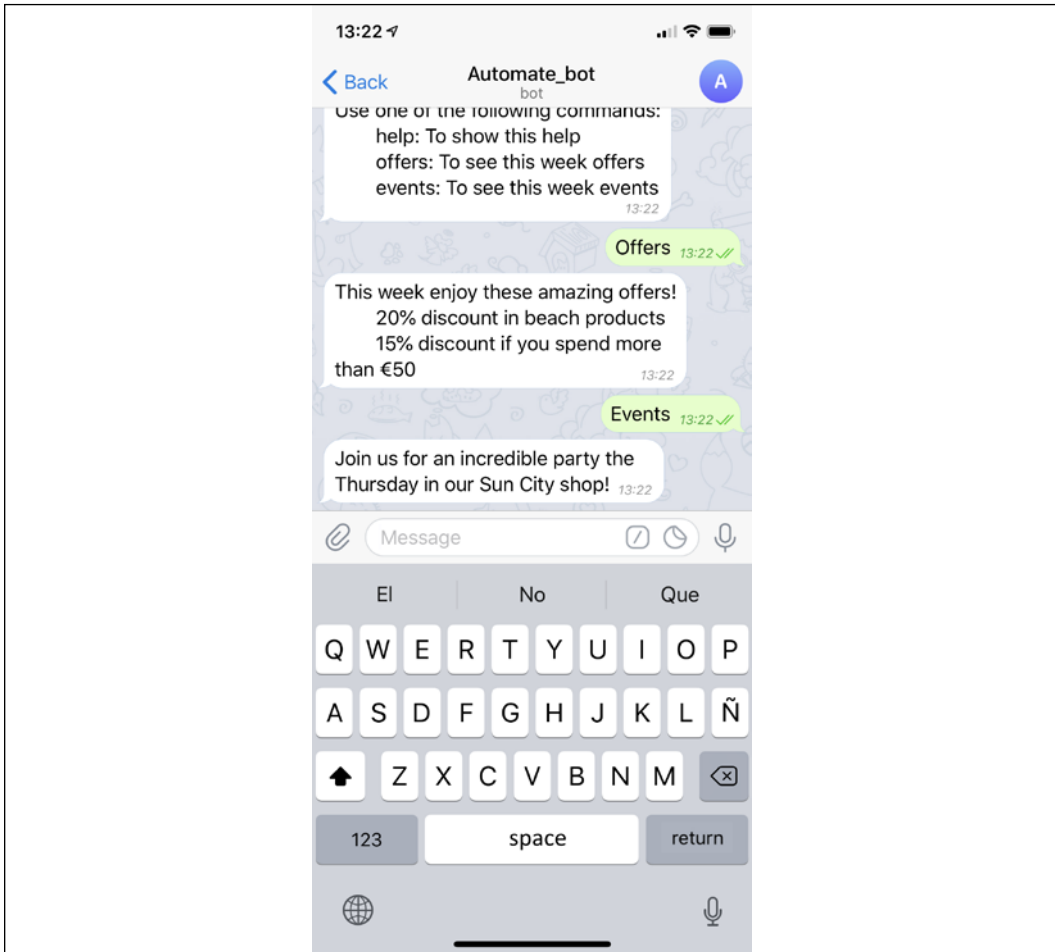 13:22
Back
Automate_bot
bot
A
Use one of the following commands:
help: To show this help
offers: To see this week offers
events: To see this week events
13:22
Offers 13:22
This week enjoy these amazing offers!
20% discount in beach products
15% discount if you spend more
than €50 13:22
Events 13:22
Join us for an incredible party the
Thursday in our Sun City shop! 13:22
Message
El No Que
Q W E R T Y U I O P
A S D F G H J K L Ñ
Z X C V B N M
123 space return